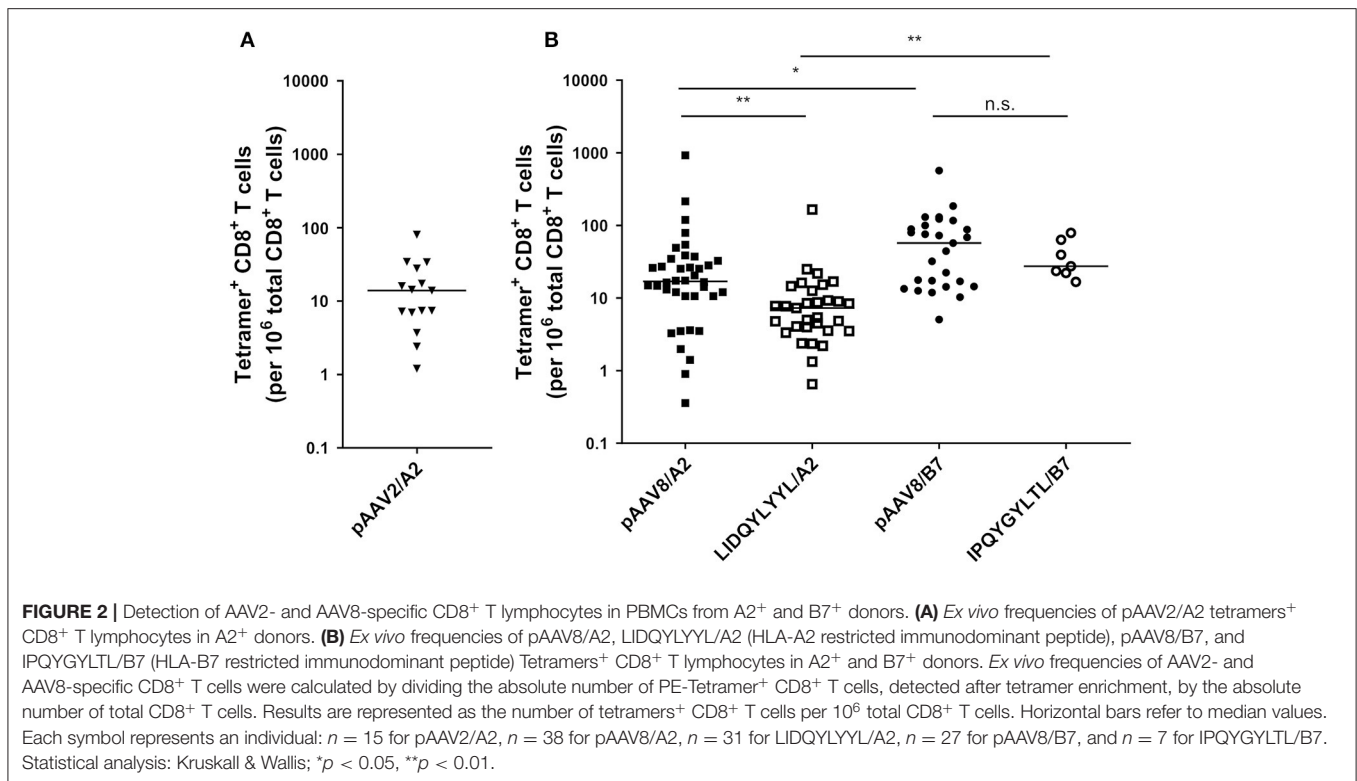 A
B
Tetramer⁺ CD8⁺ T cells
(per 10⁶ total CD8⁺ T cells)
10000
1000
100
10
1
0.1
pAAV2/A2
Tetramer⁺ CD8⁺ T cells
(per 10⁶ total CD8⁺ T cells)
10000
1000
100
10
1
0.1
**
*
**
n.s.
pAAV8/A2
LIDQYLYYL/A2
pAAV8/B7
IPQYGYLTL/B7
FIGURE 2 | Detection of AAV2- and AAV8-specific CD8⁺ T lymphocytes in PBMCs from A2⁺ and B7⁺ donors. (A) Ex vivo frequencies of pAAV2/A2 tetramers⁺
CD8⁺ T lymphocytes in A2⁺ donors. (B) Ex vivo frequencies of pAAV8/A2, LIDQYLYYL/A2 (HLA-A2 restricted immunodominant peptide), pAAV8/B7, and
IPQYGYLTL/B7 (HLA-B7 restricted immunodominant peptide) Tetramers⁺ CD8⁺ T lymphocytes in A2⁺ and B7⁺ donors. Ex vivo frequencies of AAV2- and
AAV8-specific CD8⁺ T cells were calculated by dividing the absolute number of PE-Tetramer⁺ CD8⁺ T cells, detected after tetramer enrichment, by the absolute
number of total CD8⁺ T cells. Results are represented as the number of tetramers⁺ CD8⁺ T cells per 10⁶ total CD8⁺ T cells. Horizontal bars refer to median values.
Each symbol represents an individual: n = 15 for pAAV2/A2, n = 38 for pAAV8/A2, n = 31 for LIDQYLYYL/A2, n = 27 for pAAV8/B7, and n = 7 for IPQYGYLTL/B7.
Statistical analysis: Kruskall & Wallis; *p < 0.05, **p < 0.01.